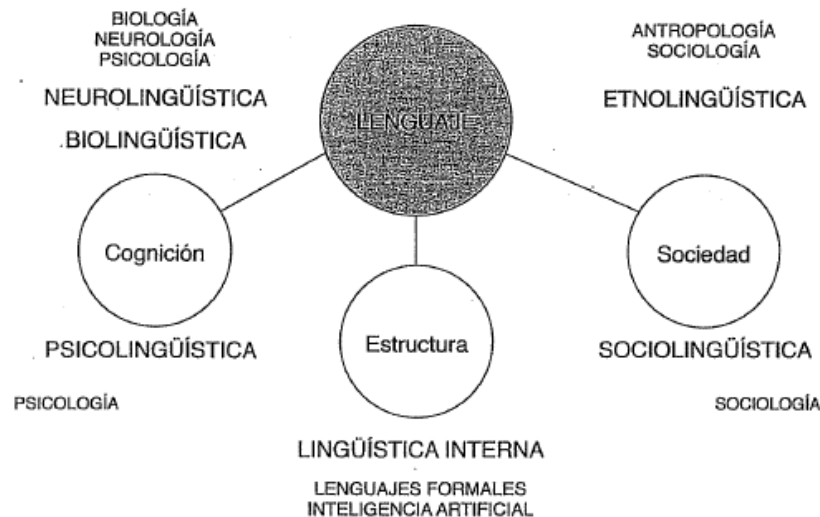 BIOLOGÍA
NEUROLOGÍA
PSICOLOGÍA
NEUROLINGÜÍSTICA
BIOLINGÜÍSTICA
LENGUAJE
ANTROPOLOGÍA
SOCIOLOGÍA
ETNOLINGÜÍSTICA
Cognición
Estructura
Sociedad
PSICOLINGÜÍSTICA
PSICOLOGÍA
SOCIOLINGÜÍSTICA
SOCIOLOGÍA
LINGÜÍSTICA INTERNA
LENGUAJES FORMALES
INTELIGENCIA ARTIFICIAL